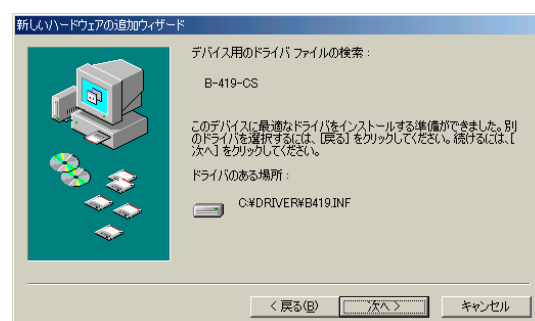 新しいハードウェアの追加ウィザード
デバイス用のドライバ ファイルの検索 :
B-419-CS
このデバイスに最適なドライバをインストールする準備ができました。別
のドライバを選択するには、[戻る] をクリックしてください。続けるには、[
次へ] をクリックしてください。
ドライバのある場所 :
C:¥DRIVER¥B419.INF
< 戻る(B)
次へ >
キャンセル